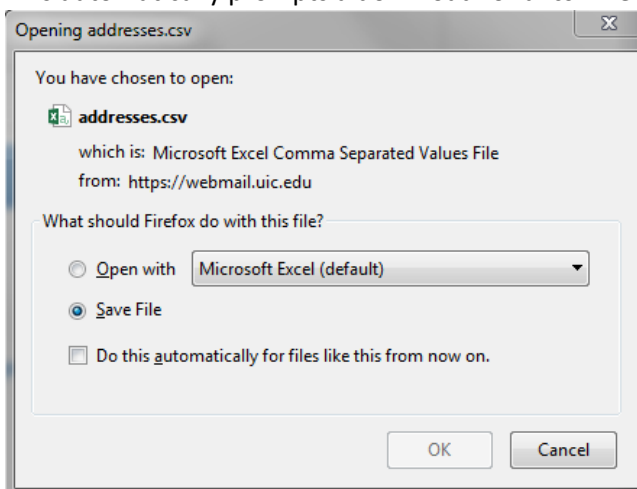 Opening addresses.csv
You have chosen to open:
addresses.csv
which is: Microsoft Excel Comma Separated Values File
from: https://webmail.uic.edu
What should Firefox do with this file?
Open with Microsoft Excel (default)
Save File
Do this automatically for files like this from now on.
OK Cancel